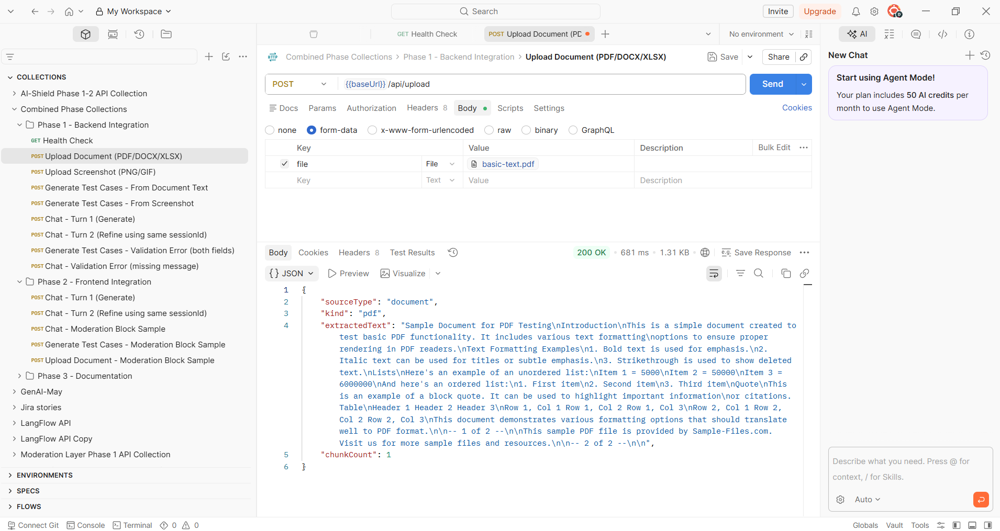 My Workspace
Search
Invite
Upgrade
GET Health Check
POST Upload Document (PD
No environment
AI
COLLECTIONS
AI-Shield Phase 1-2 API Collection
Combined Phase Collections
Phase 1 - Backend Integration
GET Health Check
POST Upload Document (PDF/DOCX/XLSX)
POST Upload Screenshot (PNG/GIF)
POST Generate Test Cases - From Document Text
POST Generate Test Cases - From Screenshot
POST Chat - Turn 1 (Generate)
POST Chat - Turn 2 (Refine using same sessionId)
POST Generate Test Cases - Validation Error (both fields)
POST Chat - Validation Error (missing message)
Phase 2 - Frontend Integration
POST Chat - Turn 1 (Generate)
POST Chat - Turn 2 (Refine using same sessionId)
POST Chat - Moderation Block Sample
POST Generate Test Cases - Moderation Block Sample
POST Upload Document - Moderation Block Sample
Phase 3 - Documentation
GenAI-May
Jira stories
LangFlow API
LangFlow API Copy
Moderation Layer Phase 1 API Collection
ENVIRONMENTS
SPECS
FLOWS
HTTP Combined Phase Collections > Phase 1 - Backend Integration > Upload Document (PDF/DOCX/XLSX)
Save
Share
POST {{baseUrl}} /api/upload
Send
Docs Params Authorization Headers 8 Body Scripts Settings
Cookies
none form-data x-www-form-urlencoded raw binary GraphQL
Key Value Description Bulk Edit
file File basic-text.pdf
Key Text Value Description
Body Cookies Headers 8 Test Results
200 OK • 681 ms • 1.31 KB • e.g. Save Response
{} JSON Preview Visualize
1 {
2 "sourceType": "document",
3 "kind": "pdf",
4 "extractedText": "Sample Document for PDF Testing\nIntroduction\nThis is a simple document created to
test basic PDF functionality. It includes various text formatting\noptions to ensure proper
rendering in PDF readers.\nText Formatting Examples\n1. Bold text is used for emphasis.\n2.
Italic text can be used for titles or subtle emphasis.\n3. Strikethrough is used to show deleted
text.\nLists\nHere's an example of an unordered list:\nItem 1 = 5000\nItem 2 = 50000\nItem 3 =
6000000\nAnd here's an ordered list:\n1. First item\n2. Second item\n3. Third item\nQuote\nThis
is an example of a block quote. It can be used to highlight important information\nor citations.
Table\nHeader 1 Header 2 Header 3\nRow 1, Col 1 Row 1, Col 2 Row 1, Col 3\nRow 2, Col 1 Row 2,
Col 2 Row 2, Col 3\nThis document demonstrates various formatting options that should translate
well to PDF format.\n\n-- 1 of 2 --\n\nThis sample PDF file is provided by Sample-Files.com.
Visit us for more sample files and resources.\n\n-- 2 of 2 --\n\n",
5 "chunkCount": 1
6 }
New Chat
Start using Agent Mode!
Your plan includes 50 AI credits per
month to use Agent Mode.
Describe what you need. Press @ for
context, / for Skills.
Auto
Connect Git Console Terminal 0 0
Globals Vault Tools